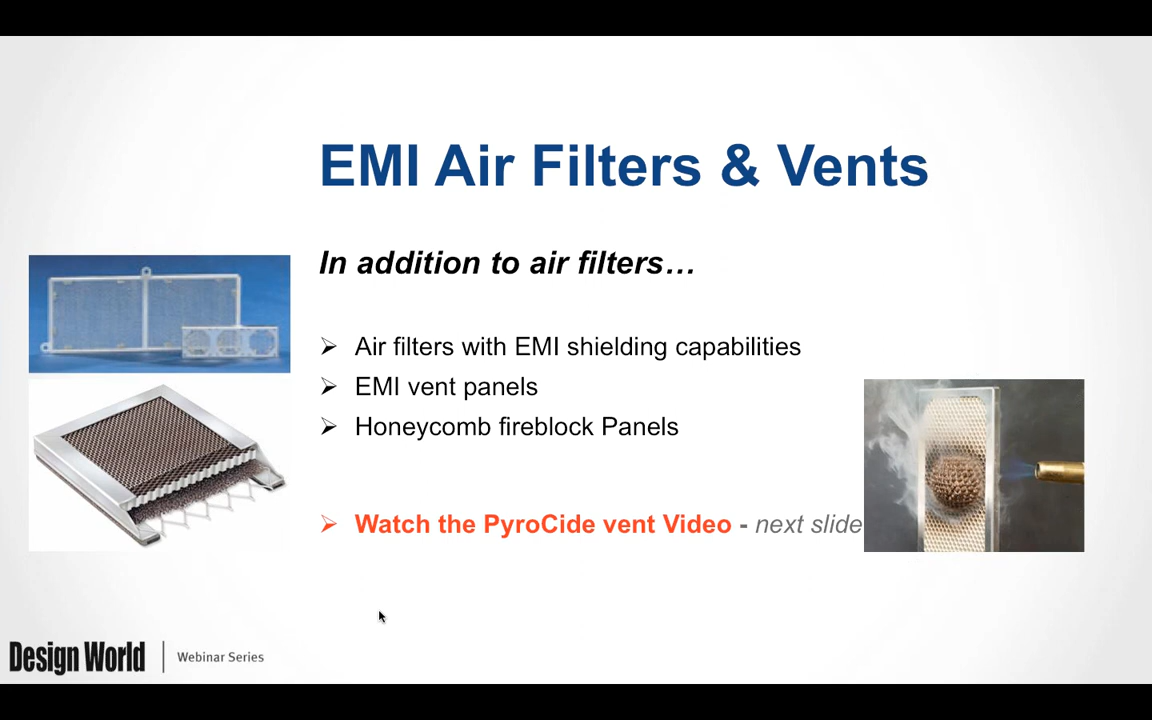 EMI Air Filters & Vents
In addition to air filters…
➢ Air filters with EMI shielding capabilities
➢ EMI vent panels
➢ Honeycomb fireblock Panels
➢ Watch the PyroCide vent Video - next slide
Design World | Webinar Series